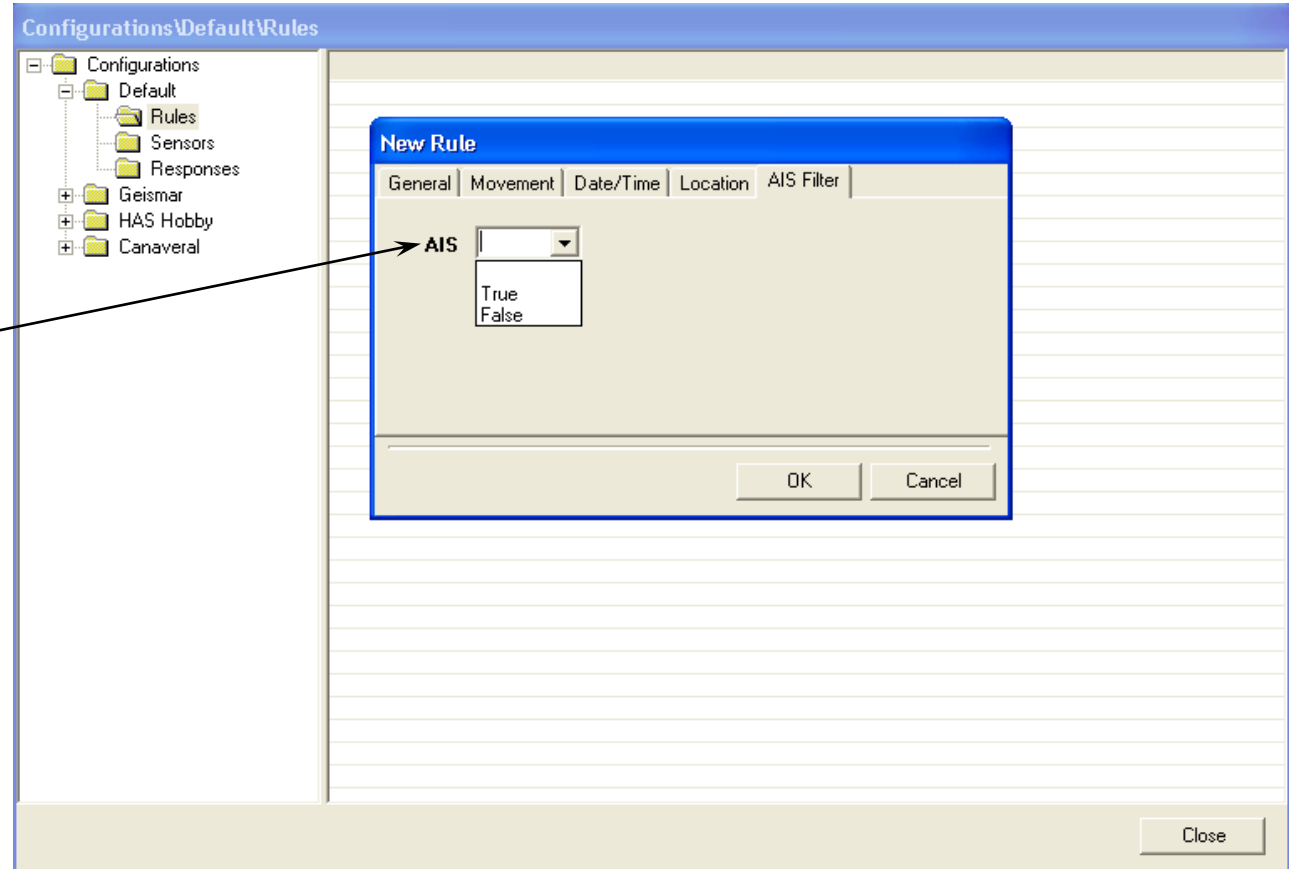 Configurations\Default\Rules
Configurations
Default
Rules
Sensors
Responses
Geismar
HAS Hobby
Canaveral
New Rule
General Movement Date/Time Location AIS Filter
AIS
True
False
OK Cancel
Close